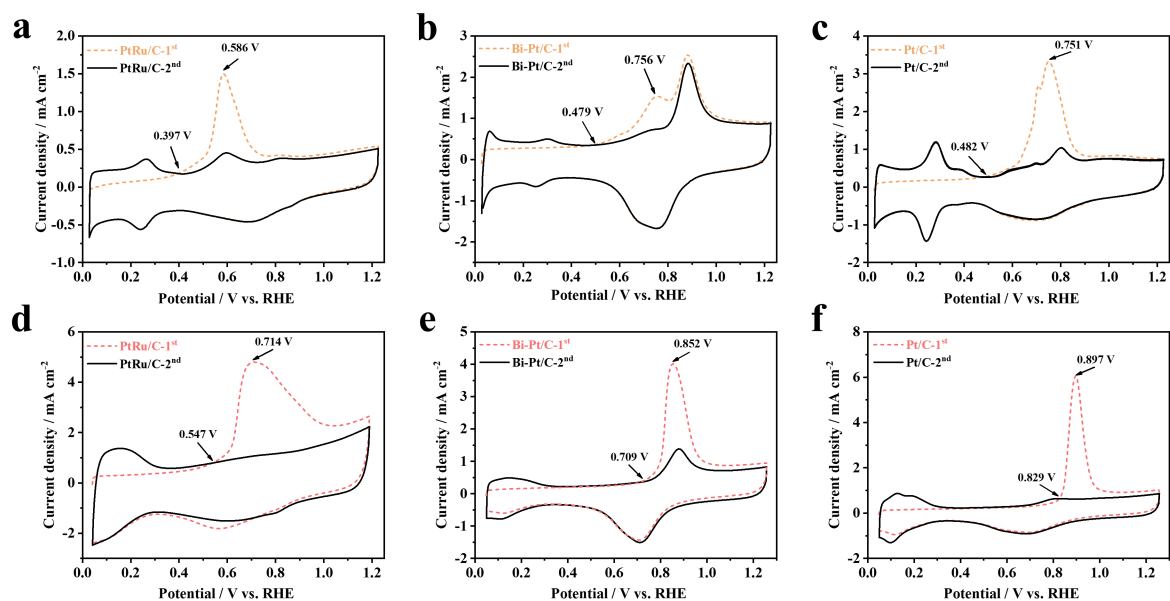 a
PtRu/C-1st
PtRu/C-2nd
0.586 V
0.397 V
2.0
1.5
1.0
0.5
0.0
-0.5
-1.0
0.0 0.2 0.4 0.6 0.8 1.0 1.2
Current density / mA cm-2
Potential / V vs. RHE
b
Bi-Pt/C-1st
Bi-Pt/C-2nd
0.756 V
0.479 V
3
2
1
0
-1
-2
0.0 0.2 0.4 0.6 0.8 1.0 1.2
Current density / mA cm-2
Potential / V vs. RHE
c
Pt/C-1st
Pt/C-2nd
0.751 V
0.482 V
4
3
2
1
0
-1
-2
0.0 0.2 0.4 0.6 0.8 1.0 1.2
Current density / mA cm-2
Potential / V vs. RHE
d
PtRu/C-1st
PtRu/C-2nd
0.714 V
0.547 V
6
4
2
0
-2
0.0 0.2 0.4 0.6 0.8 1.0 1.2
Current density / mA cm-2
Potential / V vs. RHE
e
Bi-Pt/C-1st
Bi-Pt/C-2nd
0.852 V
0.709 V
5
4
3
2
1
0
-1
-2
0.0 0.2 0.4 0.6 0.8 1.0 1.2
Current density / mA cm-2
Potential / V vs. RHE
f
Pt/C-1st
Pt/C-2nd
0.897 V
0.829 V
8
6
4
2
0
-2
0.0 0.2 0.4 0.6 0.8 1.0 1.2
Current density / mA cm-2
Potential / V vs. RHE